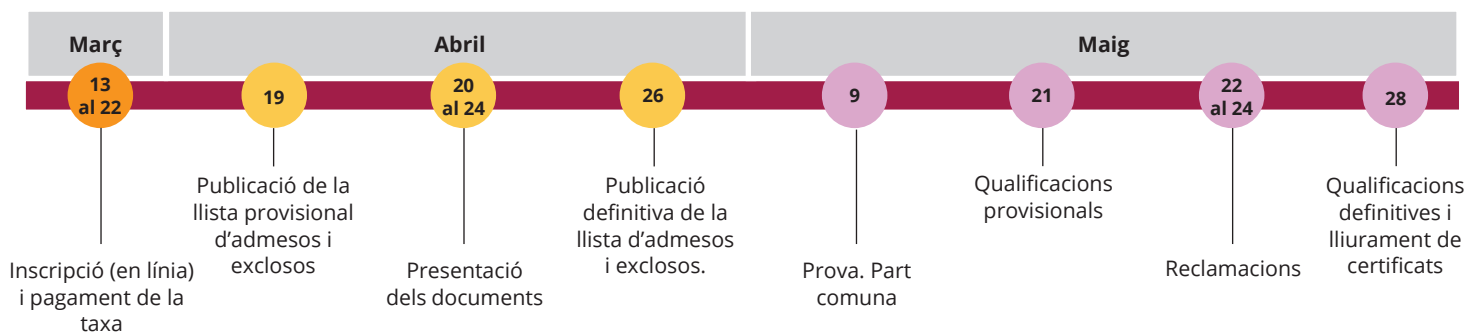 Març
Abril
Maig
13
al 22
19
20
al 24
26
9
21
22
al 24
28
Inscripció (en línia)
i pagament de la
taxa
Publicació de la
llista provisional
d'admesos i
exclosos
Presentació
dels documents
Publicació
definitiva de la
llista d'admesos
i exclosos.
Prova. Part
comuna
Qualificacions
provisionals
Reclamacions
Qualificacions
definitives i
lliurament de
certificats